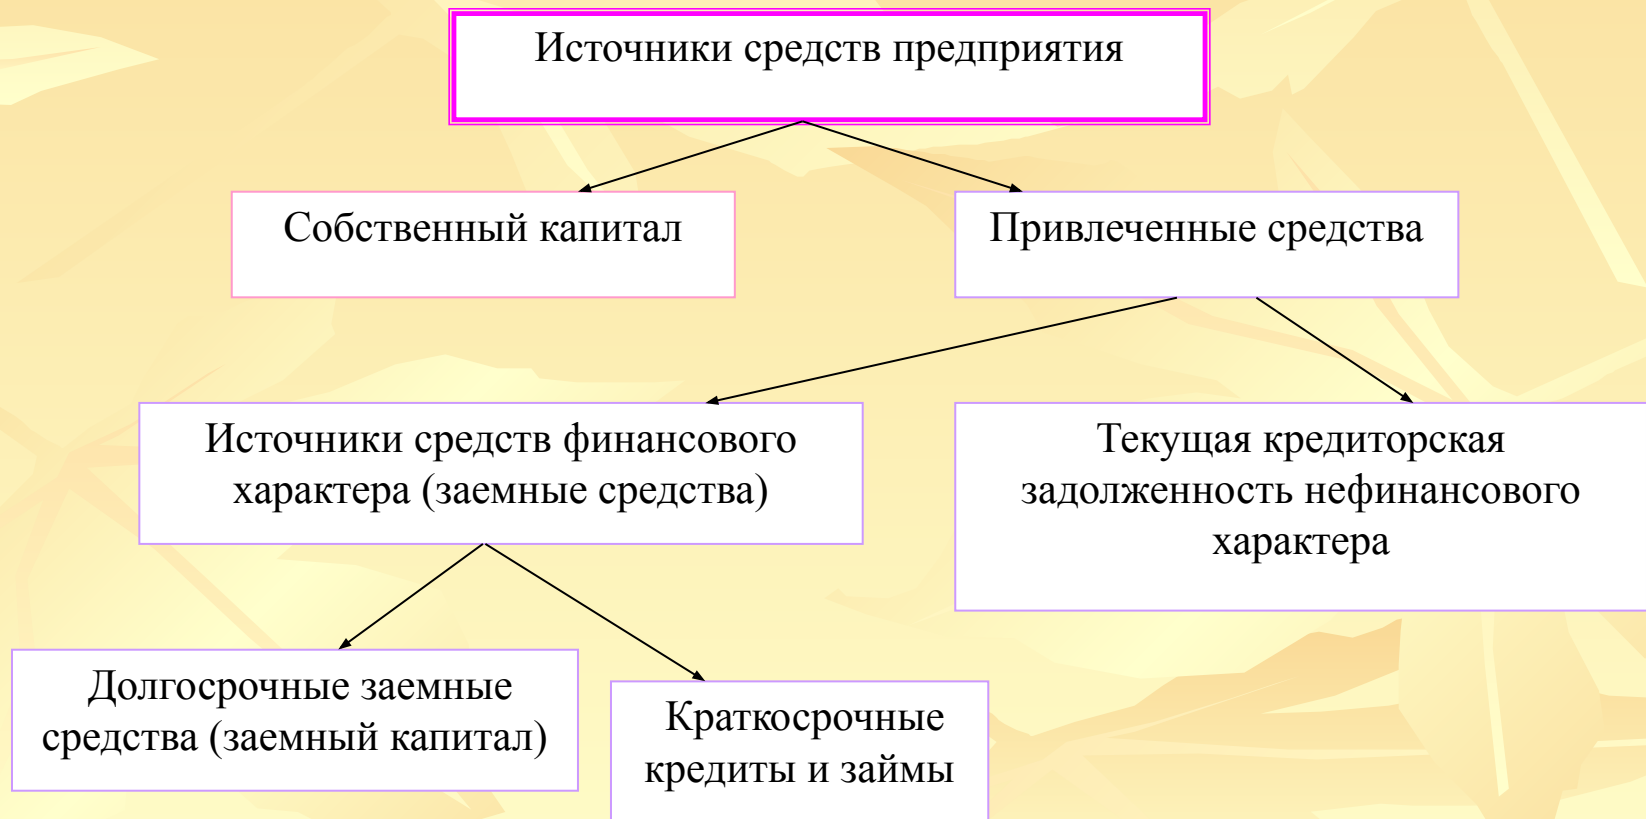 Источники средств предприятия
Собственный капитал
Привлеченные средства
Источники средств финансового
характера (заемные средства)
Текущая кредиторская
задолженность нефинансового
характера
Долгосрочные заемные
средства (заемный капитал)
Краткосрочные
кредиты и займы